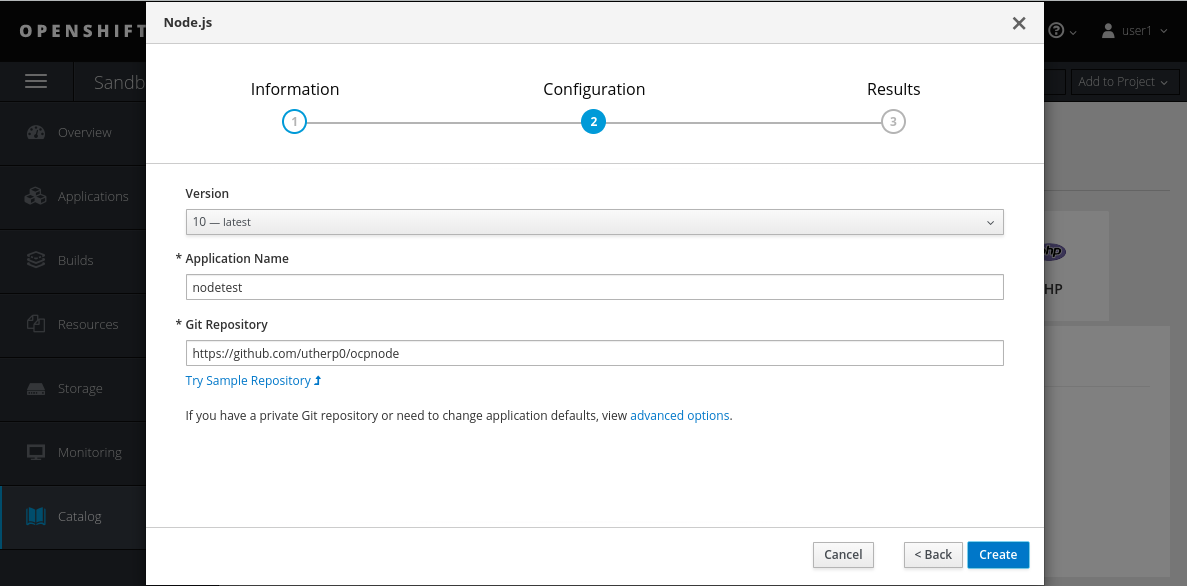 Node.js
OPENSHIFT
user1
Sandb
Add to Project
Information
Configuration
Results
1
2
3
Overview
Applications
Builds
Resources
Storage
Monitoring
Catalog
Version
10 — latest
* Application Name
nodetest
* Git Repository
https://github.com/utherp0/ocpnode
Try Sample Repository
If you have a private Git repository or need to change application defaults, view advanced options.
hp
HP
Cancel
< Back
Create